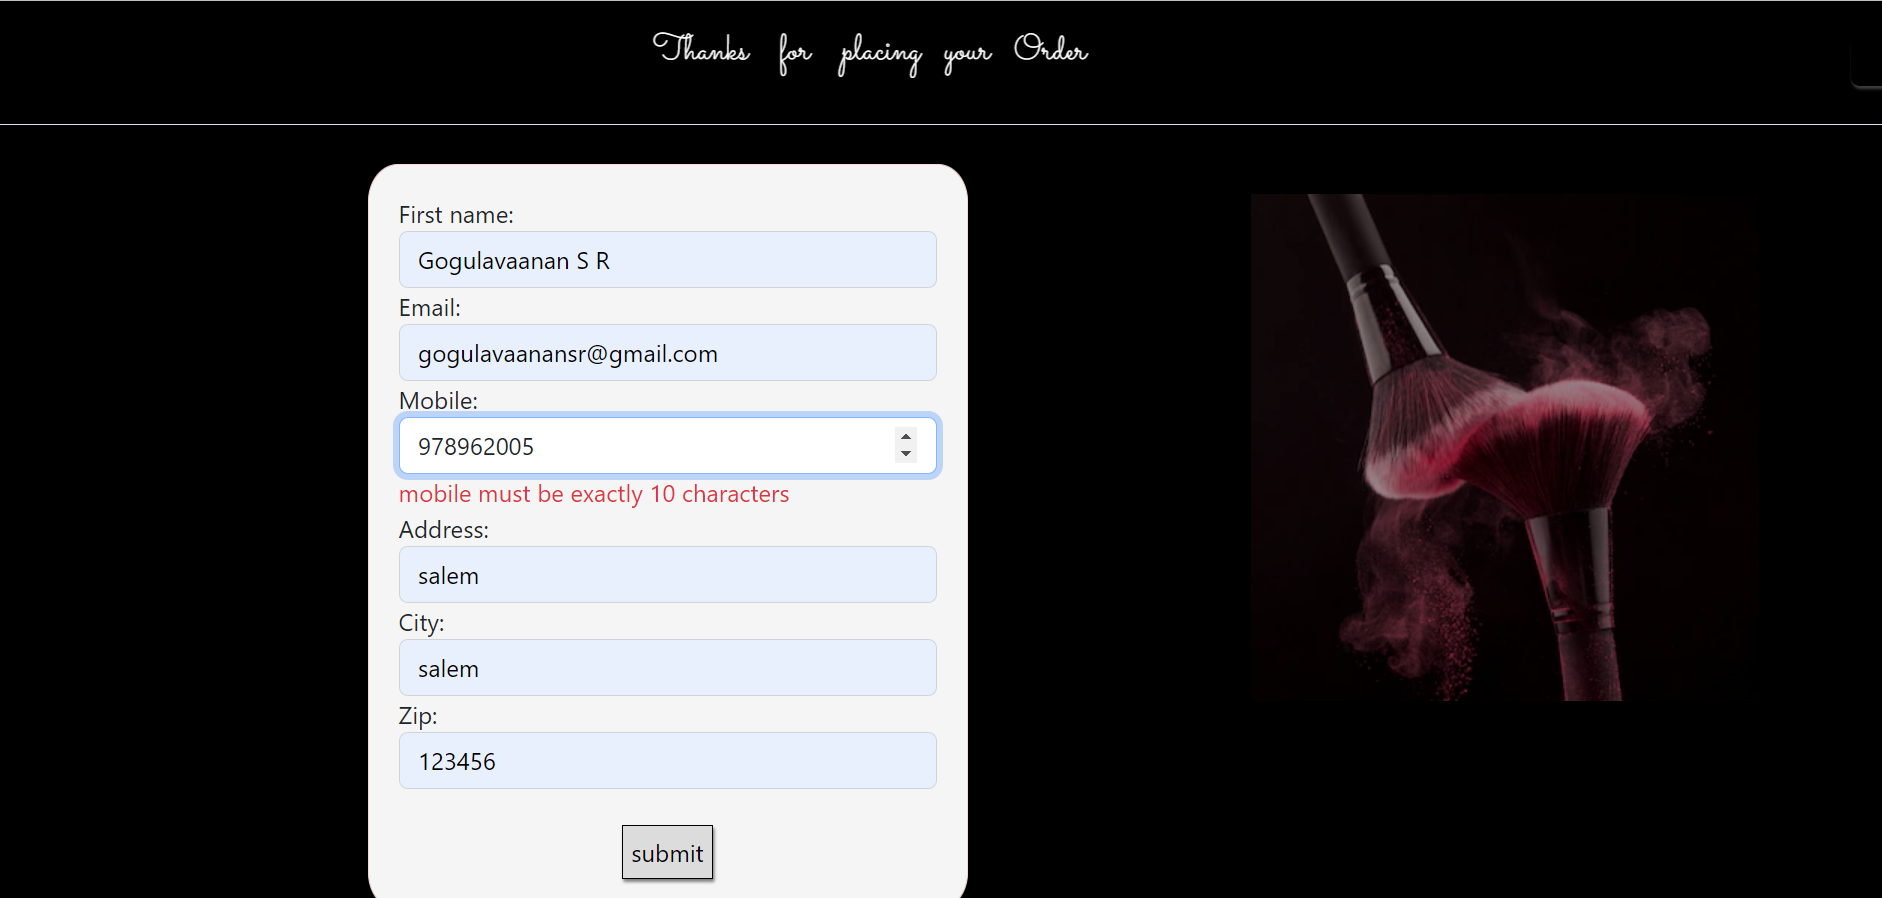 Thanks for placing your Order
First name:
Gogulavaanan S R
Email:
gogulavaanansr@gmail.com
Mobile:
978962005
mobile must be exactly 10 characters
Address:
salem
City:
salem
Zip:
123456
submit